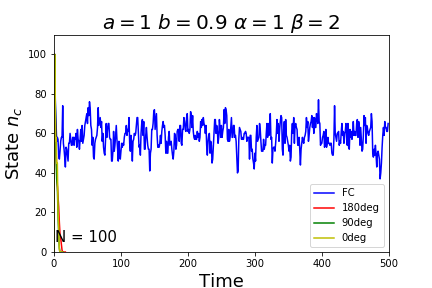 a = 1 b = 0.9 α = 1 β = 2
State n_c
100
80
60
40
20
0
N = 100
FC
180deg
90deg
0deg
0 100 200 300 400 500
Time